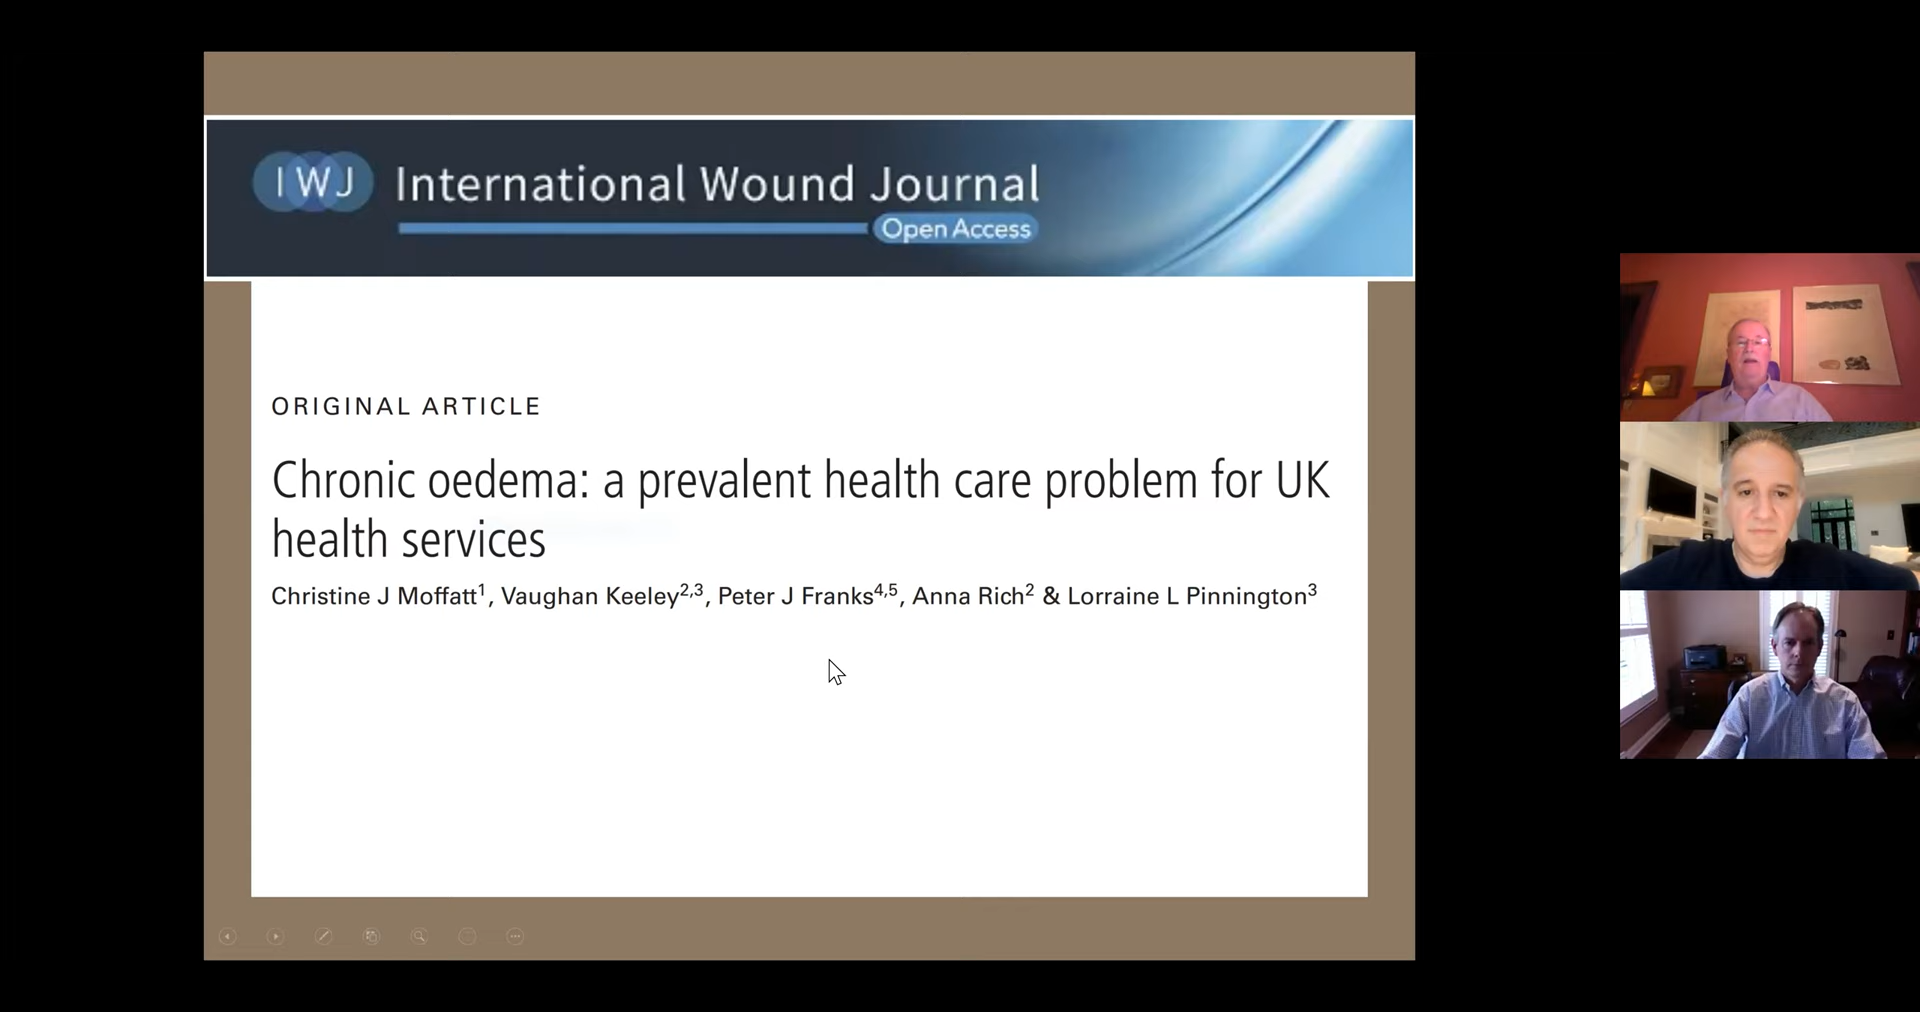 IWJ International Wound Journal
Open Access
ORIGINAL ARTICLE
Chronic oedema: a prevalent health care problem for UK
health services
Christine J Moffatt1, Vaughan Keeley2,3, Peter J Franks4,5, Anna Rich2 & Lorraine L Pinnington3